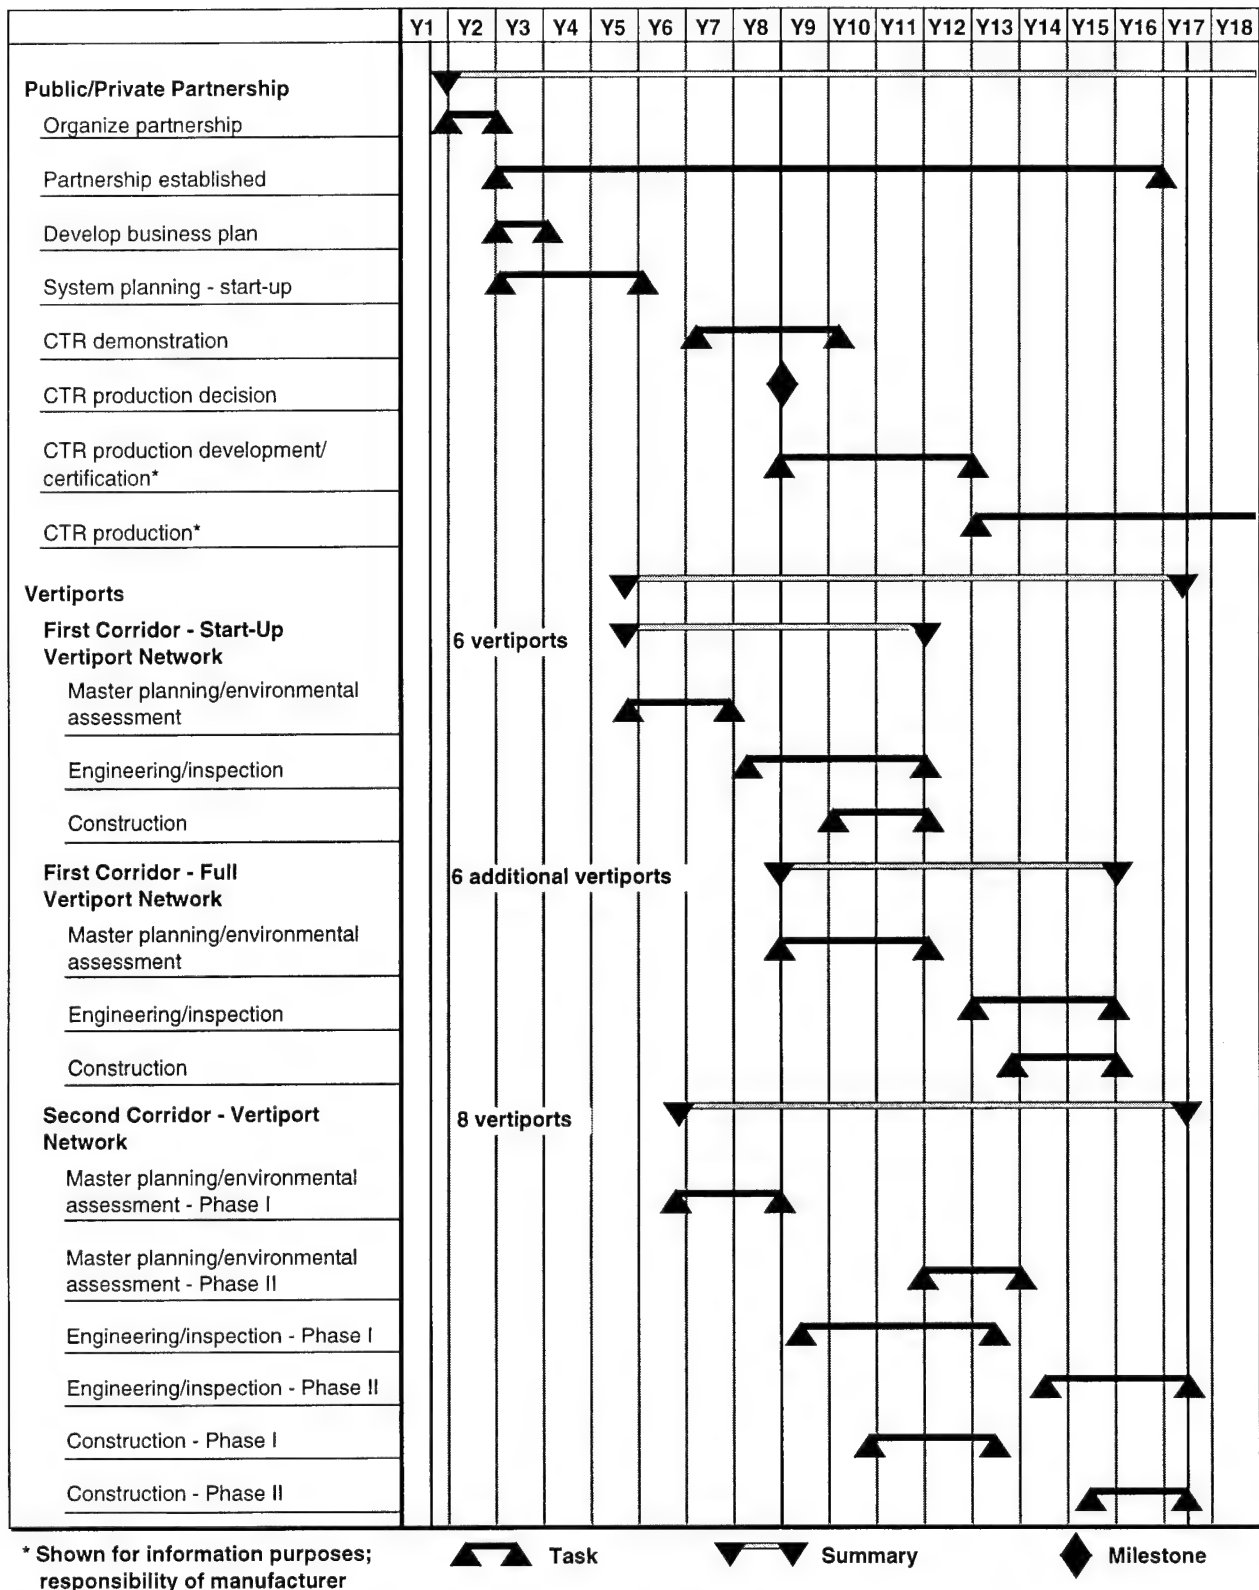 Y1 Y2 Y3 Y4 Y5 Y6 Y7 Y8 Y9 Y10 Y11 Y12 Y13 Y14 Y15 Y16 Y17 Y18
Public/Private Partnership
Organize partnership
Partnership established
Develop business plan
System planning - start-up
CTR demonstration
CTR production decision
CTR production development/
certification*
CTR production*
Vertiports
First Corridor - Start-Up
Vertiport Network
6 vertiports
Master planning/environmental
assessment
Engineering/inspection
Construction
First Corridor - Full
Vertiport Network
6 additional vertiports
Master planning/environmental
assessment
Engineering/inspection
Construction
Second Corridor - Vertiport
Network
8 vertiports
Master planning/environmental
assessment - Phase I
Master planning/environmental
assessment - Phase II
Engineering/inspection - Phase I
Engineering/inspection - Phase II
Construction - Phase I
Construction - Phase II
* Shown for information purposes;
responsibility of manufacturer
Task
Summary
Milestone